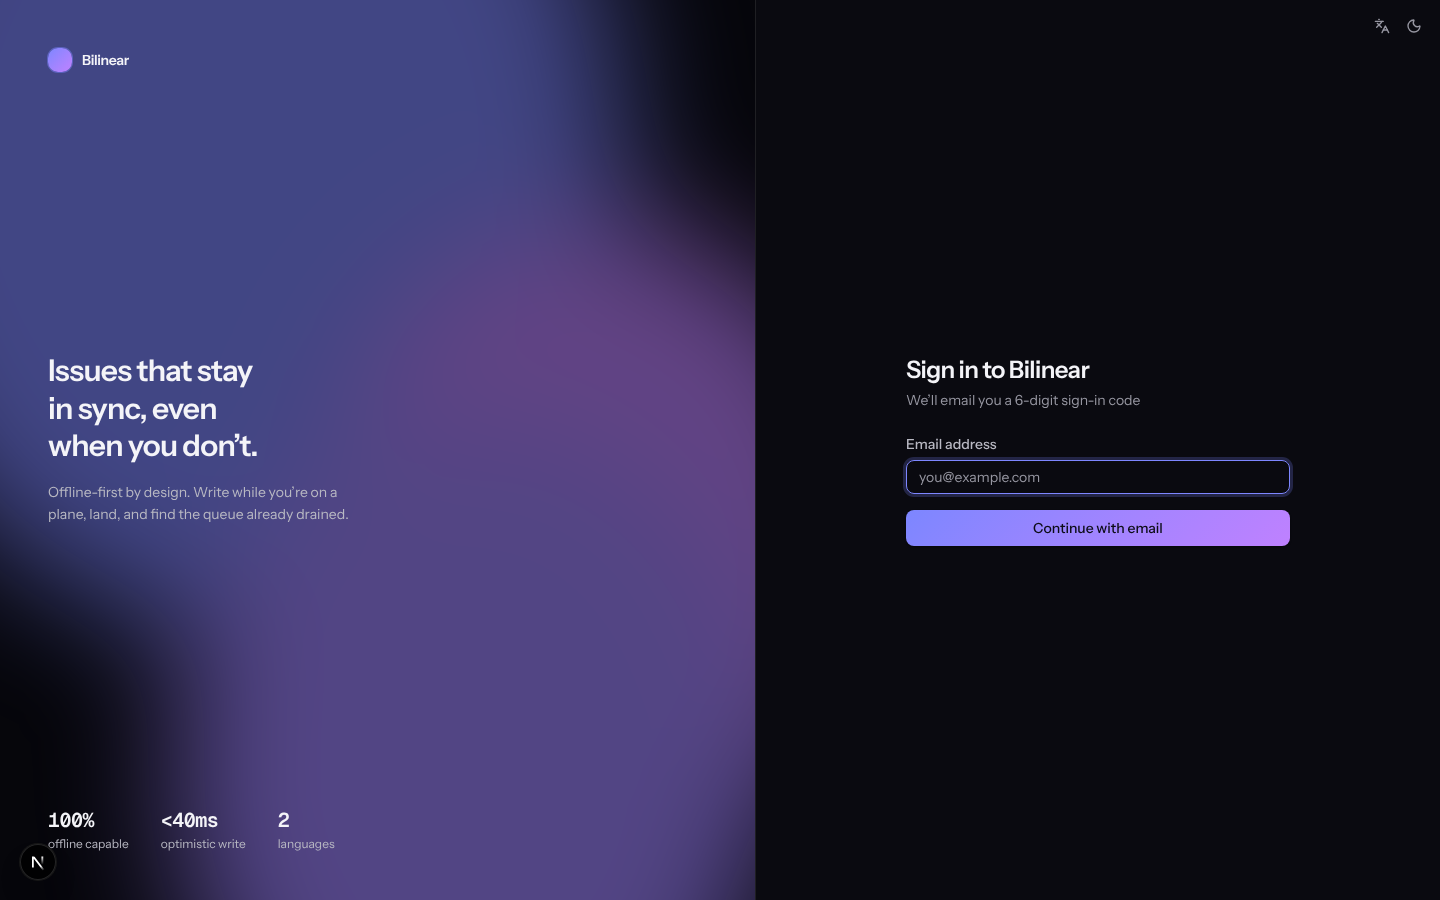 Bilinear
Issues that stay
in sync, even
when you don’t.
Offline-first by design. Write while you’re on a
plane, land, and find the queue already drained.
100%
offline capable
<40ms
optimistic write
2
languages
N
Sign in to Bilinear
We’ll email you a 6-digit sign-in code
Email address
you@example.com
Continue with email